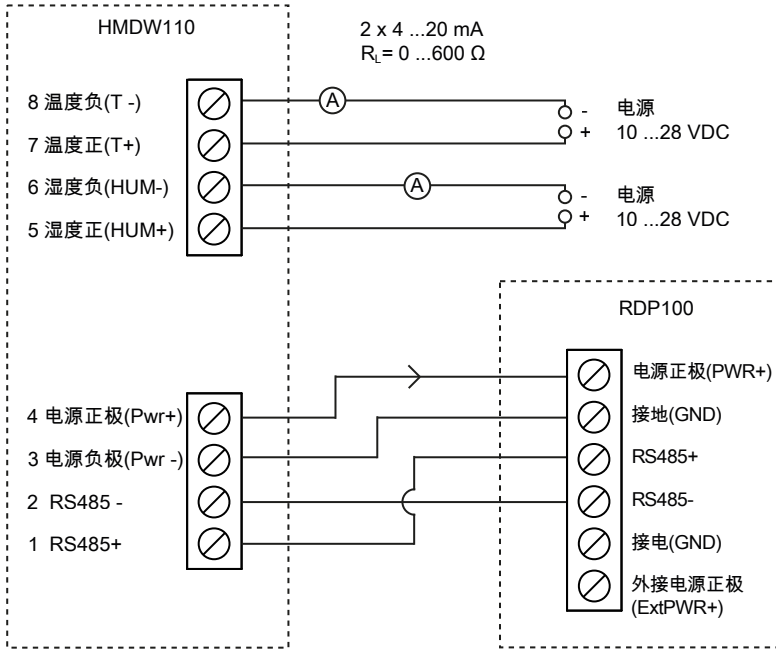 HMDW110
2 x 4 ...20 mA
RL= 0 ...600 Ω
8 温度负(T -)
A
- 电源
+ 10 ...28 VDC
7 温度正(T+)
6 湿度负(HUM-)
A
- 电源
+ 10 ...28 VDC
5 湿度正(HUM+)
RDP100
4 电源正极(Pwr+)
3 电源负极(Pwr -)
2 RS485 -
1 RS485+
电源正极(PWR+)
接地(GND)
RS485+
RS485-
接电(GND)
外接电源正极
(ExtPWR+)